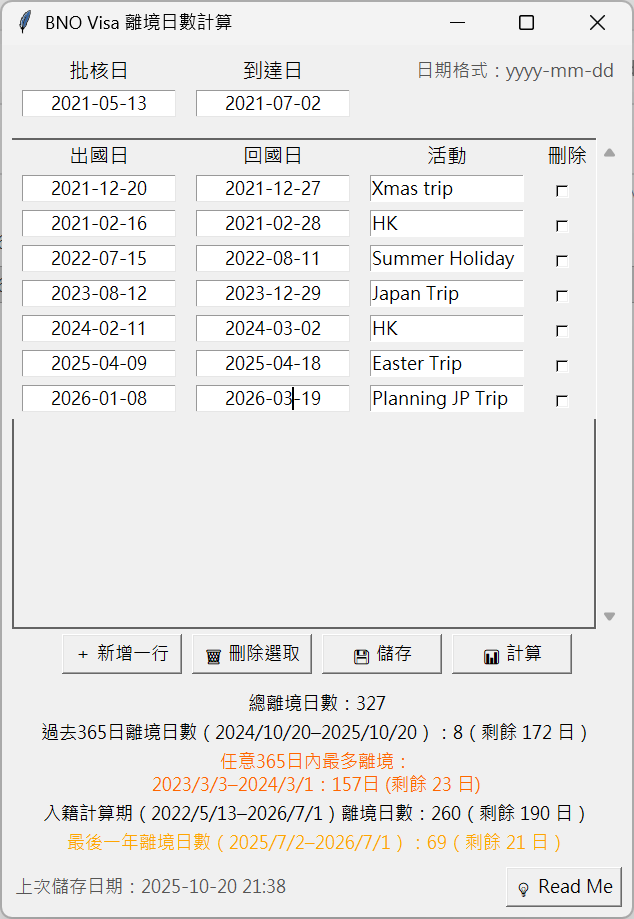 BNO Visa 離境日數計算
批核日 到達日 日期格式：yyyy-mm-dd
2021-05-13 2021-07-02
出國日 回國日 活動 刪除
2021-12-20 2021-12-27 Xmas trip
2021-02-16 2021-02-28 HK
2022-07-15 2022-08-11 Summer Holiday
2023-08-12 2023-12-29 Japan Trip
2024-02-11 2024-03-02 HK
2025-04-09 2025-04-18 Easter Trip
2026-01-08 2026-03-19 Planning JP Trip
+ 新增一行 刪除選取 儲存 計算
總離境日數：327
過去365日離境日數（2024/10/20–2025/10/20）：8（剩餘 172 日）
任意365日內最多離境：
2023/3/3–2024/3/1：157日 (剩餘 23 日)
入籍計算期（2022/5/13–2026/7/1）離境日數：260（剩餘 190 日）
最後一年離境日數（2025/7/2–2026/7/1）：69（剩餘 21 日）
上次儲存日期：2025-10-20 21:38 Read Me